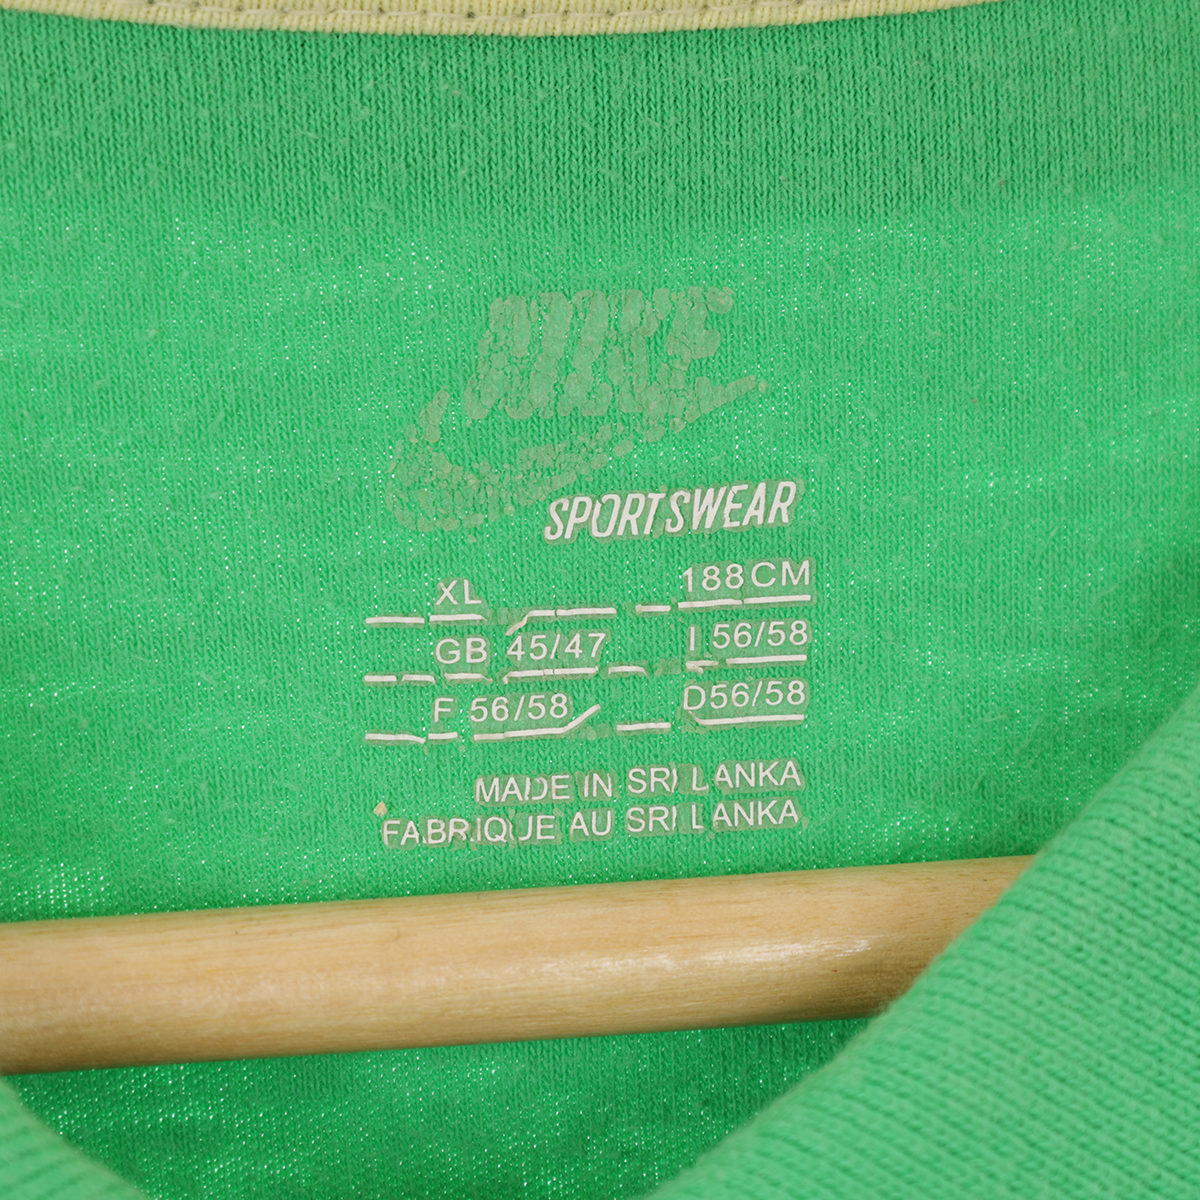 NIKE
SPORTSWEAR
XL 188CM
GB 45/47 I 56/58
F 56/58 D56/58
MADE IN SRI LANKA
FABRIQUE AU SRI LANKA